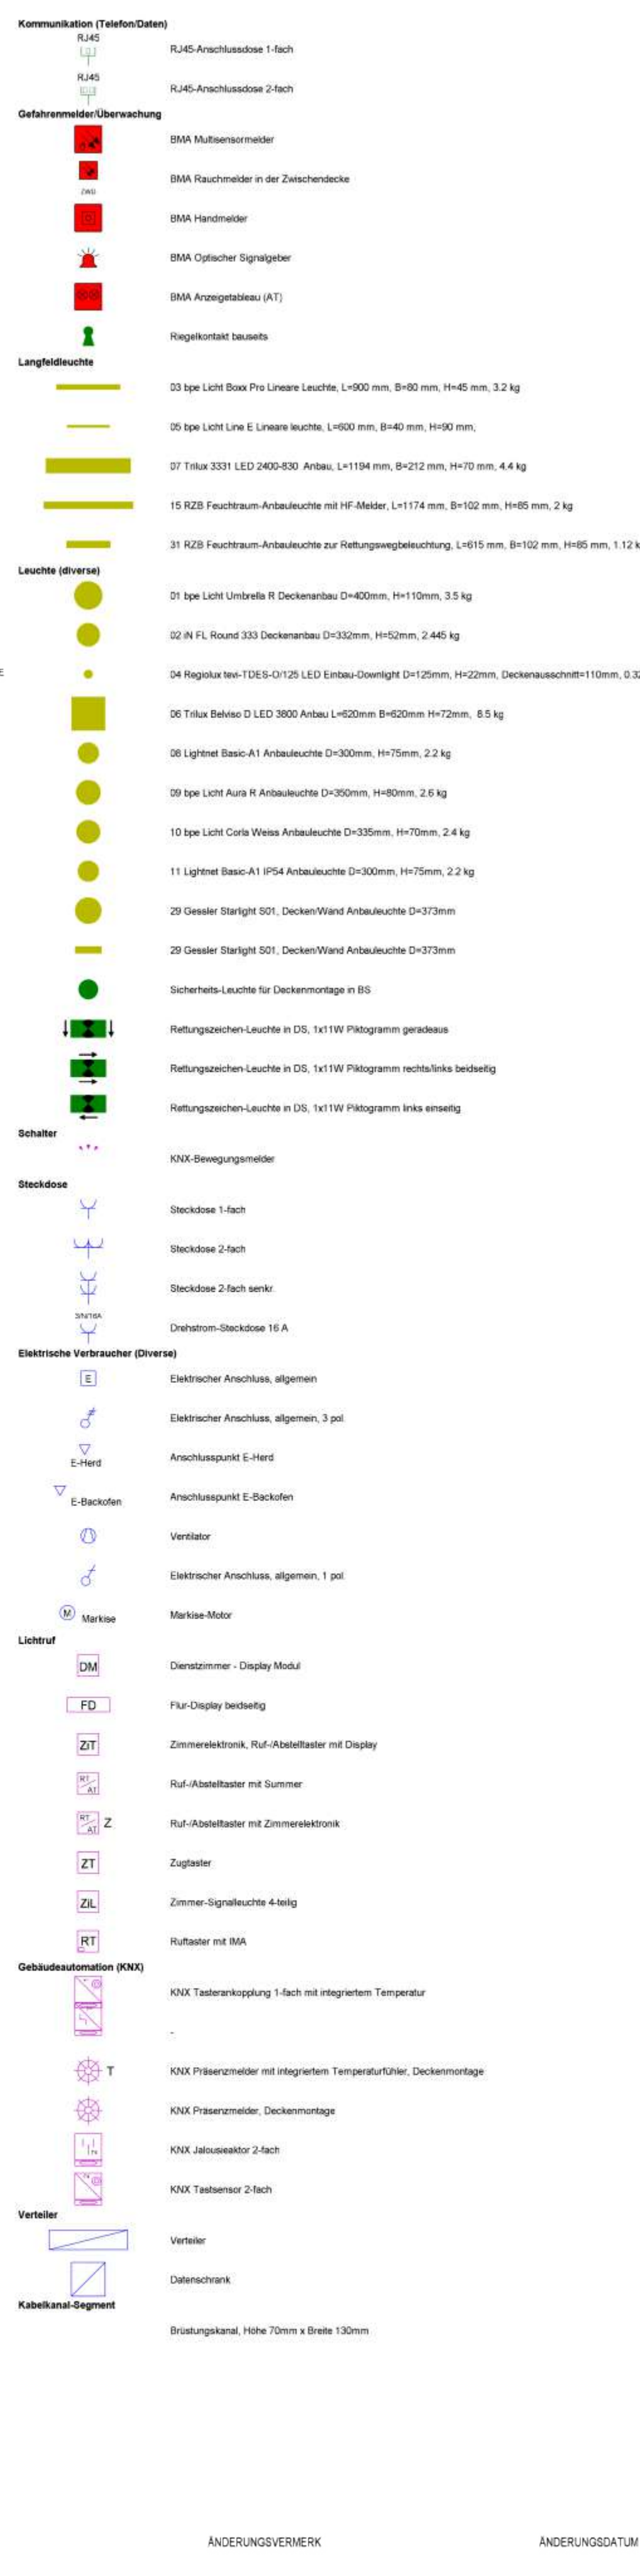 Kommunikation (Telefon/Daten)
RJ45
RJ45-Anschlussdose 1-fach
RJ45
RJ45-Anschlussdose 2-fach
Gefahrenmelder/Überwachung
BMA Multisensormelder
BMA Rauchmelder in der Zwischendecke
ZWD
BMA Handmelder
BMA Optischer Signalgeber
BMA Anzeigetableau (AT)
Riegelkontakt bauseits
Langfeldleuchte
03 bpe Licht Boxx Pro Lineare Leuchte, L=900 mm, B=80 mm, H=45 mm, 3.2 kg
05 bpe Licht Line E Lineare leuchte, L=600 mm, B=40 mm, H=90 mm,
07 Trilux 3331 LED 2400-830 Anbau, L=1194 mm, B=212 mm, H=70 mm, 4.4 kg
15 RZB Feuchtraum-Anbauleuchte mit HF-Melder, L=1174 mm, B=102 mm, H=85 mm, 2 kg
31 RZB Feuchtraum-Anbauleuchte zur Rettungswegbeleuchtung, L=615 mm, B=102 mm, H=85 mm, 1.12 k
Leuchte (diverse)
01 bpe Licht Umbrella R Deckenanbau D=400mm, H=110mm, 3.5 kg
02 iN FL Round 333 Deckenanbau D=332mm, H=52mm, 2.445 kg
E
04 Regiolux tevi-TDES-O/125 LED Einbau-Downlight D=125mm, H=22mm, Deckenausschnitt=110mm, 0.32
06 Trilux Belviso D LED 3800 Anbau L=620mm B=620mm H=72mm, 8.5 kg
08 Lightnet Basic-A1 Anbauleuchte D=300mm, H=75mm, 2.2 kg
09 bpe Licht Aura R Anbauleuchte D=350mm, H=80mm, 2.6 kg
10 bpe Licht Corla Weiss Anbauleuchte D=335mm, H=70mm, 2.4 kg
11 Lightnet Basic-A1 IP54 Anbauleuchte D=300mm, H=75mm, 2.2 kg
29 Gessler Starlight S01, Decken/Wand Anbauleuchte D=373mm
29 Gessler Starlight S01, Decken/Wand Anbauleuchte D=373mm
Sicherheits-Leuchte für Deckenmontage in BS
Rettungszeichen-Leuchte in DS, 1x11W Piktogramm geradeaus
Rettungszeichen-Leuchte in DS, 1x11W Piktogramm rechts/links beidseitig
Rettungszeichen-Leuchte in DS, 1x11W Piktogramm links einseitig
Schalter
KNX-Bewegungsmelder
Steckdose
Steckdose 1-fach
Steckdose 2-fach
Steckdose 2-fach senkr.
3/N/16A
Drehstrom-Steckdose 16 A
Elektrische Verbraucher (Diverse)
E
Elektrischer Anschluss, allgemein
Elektrischer Anschluss, allgemein, 3 pol.
E-Herd
Anschlusspunkt E-Herd
E-Backofen
Anschlusspunkt E-Backofen
Ventilator
Elektrischer Anschluss, allgemein, 1 pol.
M Markise
Markise-Motor
Lichtruf
DM
Dienstzimmer - Display Modul
FD
Flur-Display beidseitig
ZiT
Zimmerelektronik, Ruf-/Abstelltaster mit Display
RT
AT
Ruf-/Abstelltaster mit Summer
RT
AT Z
Ruf-/Abstelltaster mit Zimmerelektronik
ZT
Zugtaster
ZiL
Zimmer-Signalleuchte 4-teilig
RT
Ruftaster mit IMA
Gebäudeautomation (KNX)
KNX Tasterankopplung 1-fach mit integriertem Temperatur
-
T
KNX Präsenzmelder mit integriertem Temperaturfühler, Deckenmontage
KNX Präsenzmelder, Deckenmontage
KNX Jalousieaktor 2-fach
KNX Tastsensor 2-fach
Verteiler
Verteiler
Datenschrank
Kabelkanal-Segment
Brüstungskanal, Höhe 70mm x Breite 130mm
ÄNDERUNGSVERMERK
ÄNDERUNGSDATUM